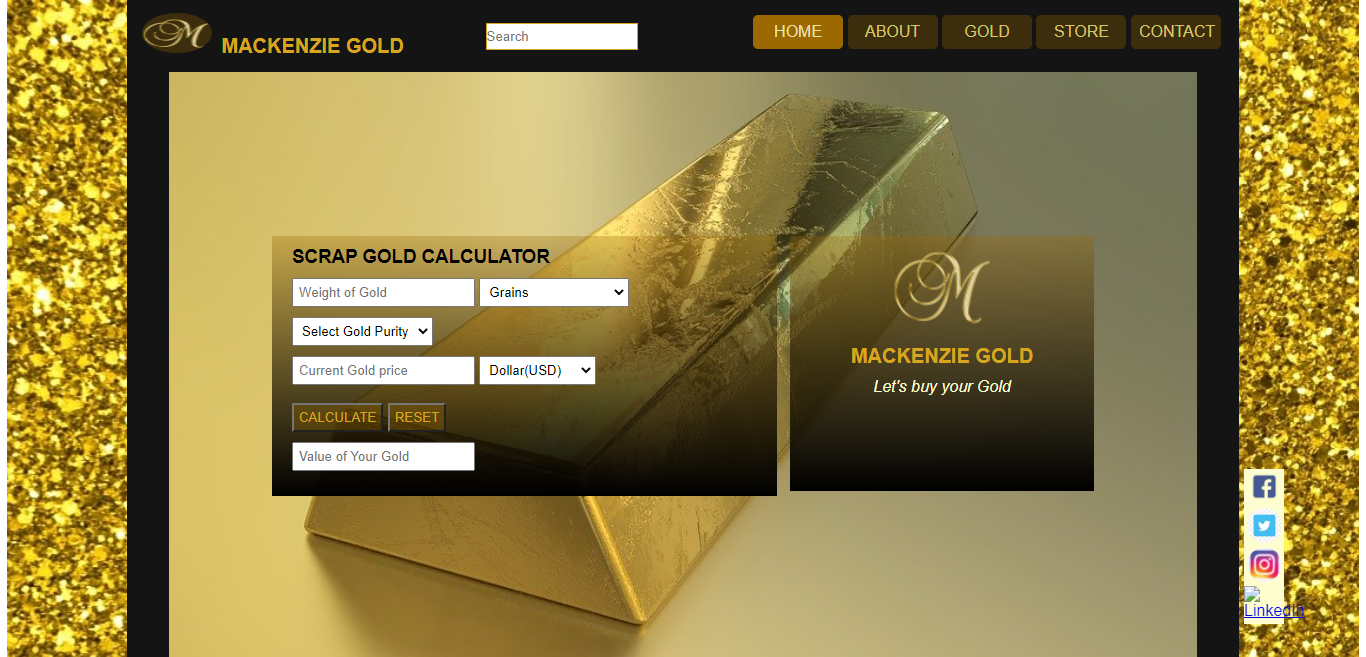 M MACKENZIE GOLD
Search
HOME ABOUT GOLD STORE CONTACT
SCRAP GOLD CALCULATOR
Weight of Gold Grains
Select Gold Purity
Current Gold price Dollar(USD)
CALCULATE RESET
Value of Your Gold
M
MACKENZIE GOLD
Let's buy your Gold
f
Linkedin